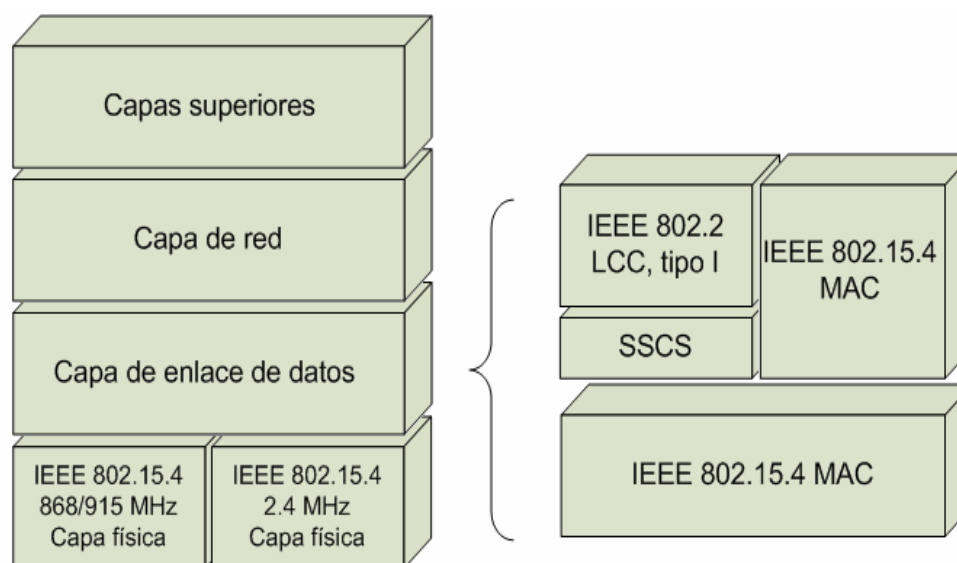 Capas superiores
Capa de red
Capa de enlace de datos
IEEE 802.15.4
868/915 MHz
Capa física
IEEE 802.15.4
2.4 MHz
Capa física
IEEE 802.2
LCC, tipo I
SSCS
IEEE 802.15.4
MAC
IEEE 802.15.4 MAC